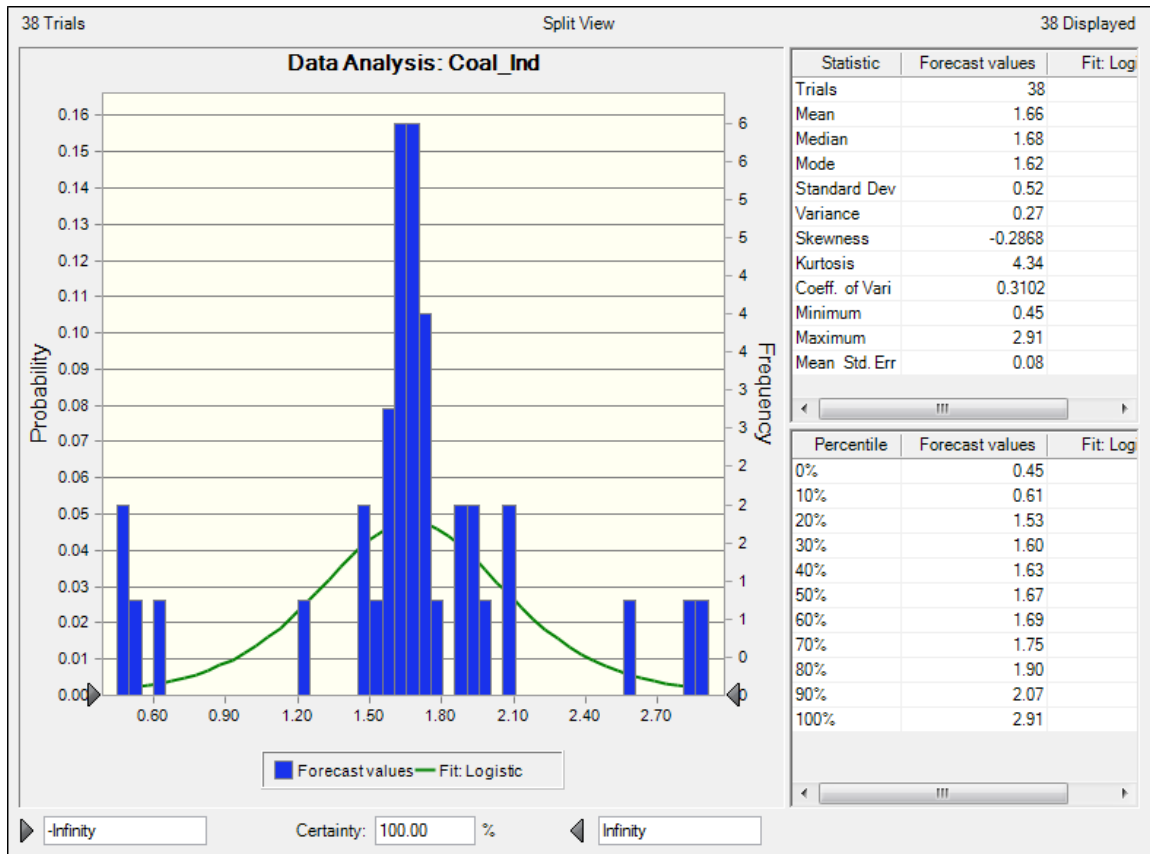 38 Trials Split View 38 Displayed
Data Analysis: Coal_Ind
0.16
0.15
0.14
0.13
0.12
0.11
0.10
0.09
0.08
0.07
0.06
0.05
0.04
0.03
0.02
0.01
0.00
Probability
6
6
5
5
4
4
4
3
3
2
2
2
1
1
0
0
Frequency
0.60 0.90 1.20 1.50 1.80 2.10 2.40 2.70
Forecast values Fit: Logistic
Statistic Forecast values Fit: Logi
Trials 38
Mean 1.66
Median 1.68
Mode 1.62
Standard Dev 0.52
Variance 0.27
Skewness -0.2868
Kurtosis 4.34
Coeff. of Vari 0.3102
Minimum 0.45
Maximum 2.91
Mean Std. Err 0.08
Percentile Forecast values Fit: Logi
0% 0.45
10% 0.61
20% 1.53
30% 1.60
40% 1.63
50% 1.67
60% 1.69
70% 1.75
80% 1.90
90% 2.07
100% 2.91
-Infinity Certainty: 100.00 % Infinity